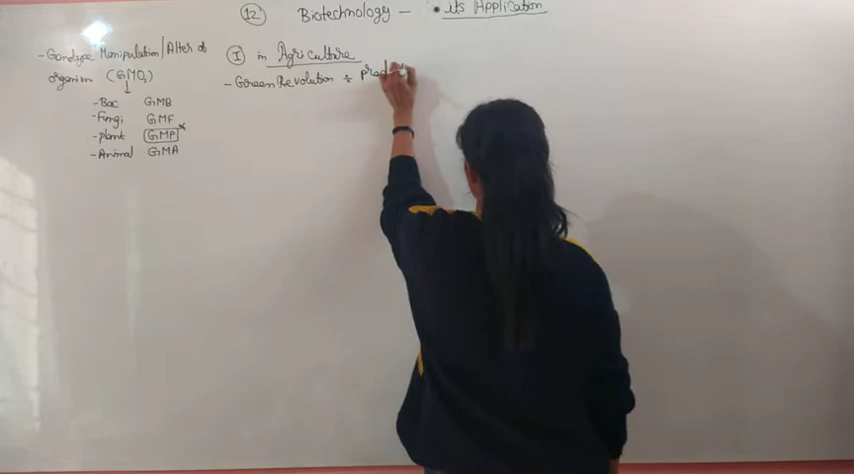 12 Biotechnology - its Application
- Genotype Manipulation/Alter of
organism (GMO)
- Bac GMB
- Fungi GMF
- plant GMP
- Animal GMA
I in Agriculture
- Green Revolution